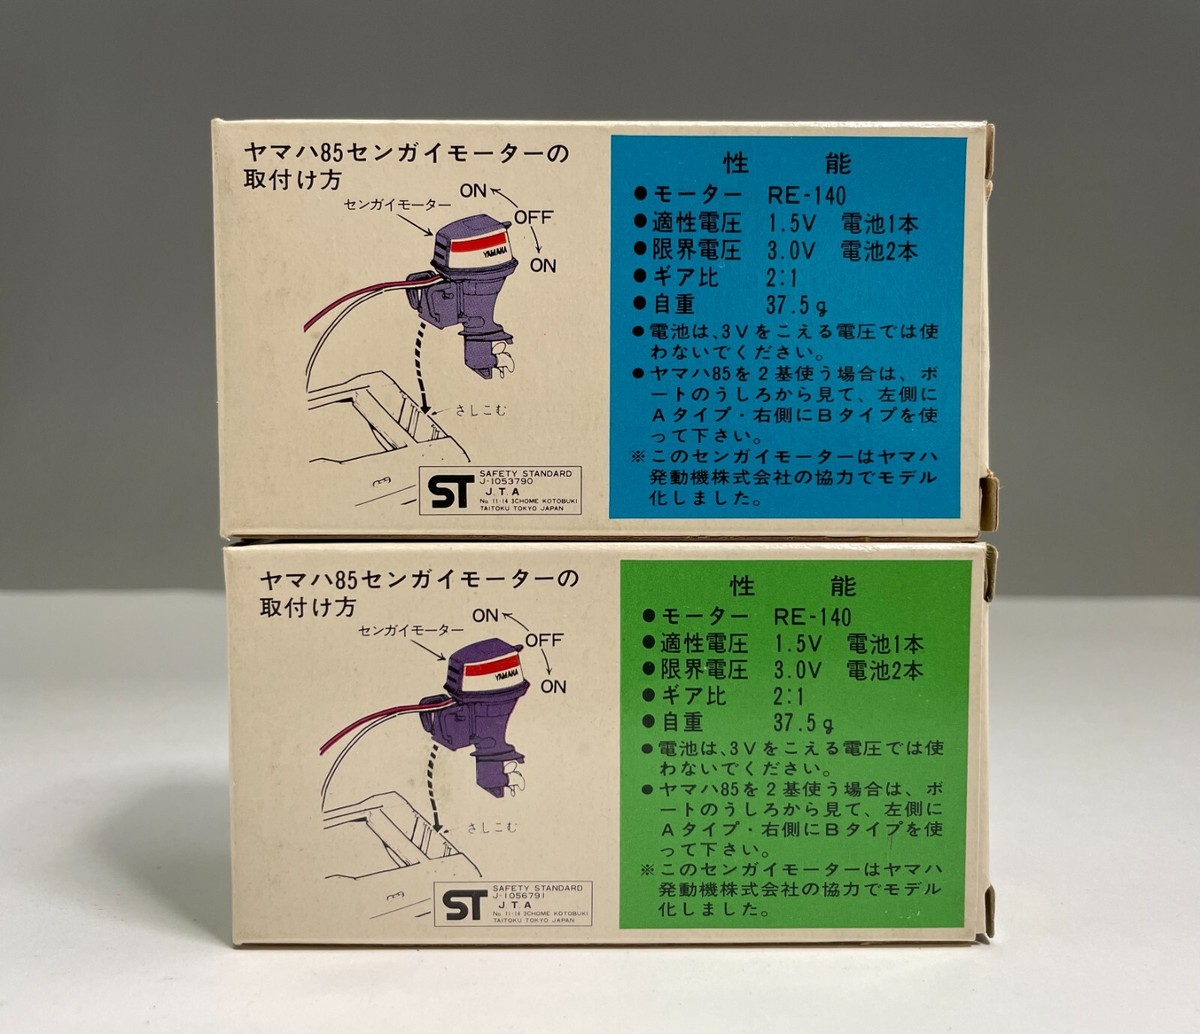 ヤマハ85センガイモーターの
取付け方
センガイモーター
ON
OFF
ON
YAMAHA
さしこむ
ST
SAFETY STANDARD
J-1053790
J.T.A
No 11-14 3CHOME KOTOBUKI
TAITOKU TOKYO JAPAN
性 能
●モーター RE-140
●適性電圧 1.5V 電池1本
●限界電圧 3.0V 電池2本
●ギア比 2:1
●自重 37.5g
●電池は、3Vをこえる電圧では使
わないでください。
●ヤマハ85を2基使う場合は、ボ
ートのうしろから見て、左側に
Aタイプ・右側にBタイプを使
って下さい。
※このセンガイモーターはヤマハ
発動機株式会社の協力でモデル
化しました。
ヤマハ85センガイモーターの
取付け方
センガイモーター
ON
OFF
ON
YAMAHA
さしこむ
ST
SAFETY STANDARD
J-1056791
J.T.A
No 11-14 3CHOME KOTOBUKI
TAITOKU TOKYO JAPAN
性 能
●モーター RE-140
●適性電圧 1.5V 電池1本
●限界電圧 3.0V 電池2本
●ギア比 2:1
●自重 37.5g
●電池は、3Vをこえる電圧では使
わないでください。
●ヤマハ85を2基使う場合は、ボ
ートのうしろから見て、左側に
Aタイプ・右側にBタイプを使
って下さい。
※このセンガイモーターはヤマハ
発動機株式会社の協力でモデル
化しました。